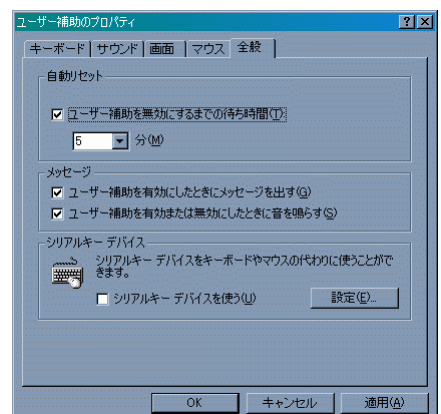 ユーザー補助のプロパティ
キーボード サウンド 画面 マウス 全般
自動リセット
ユーザー補助を無効にするまでの待ち時間(T):
5 分(M)
メッセージ
ユーザー補助を有効にしたときにメッセージを出す(G)
ユーザー補助を有効または無効にしたときに音を鳴らす(S)
シリアルキー デバイス
シリアルキー デバイスをキーボードやマウスの代わりに使うことがで
きます。
シリアルキー デバイスを使う(U) 設定(E)...
OK キャンセル 適用(A)